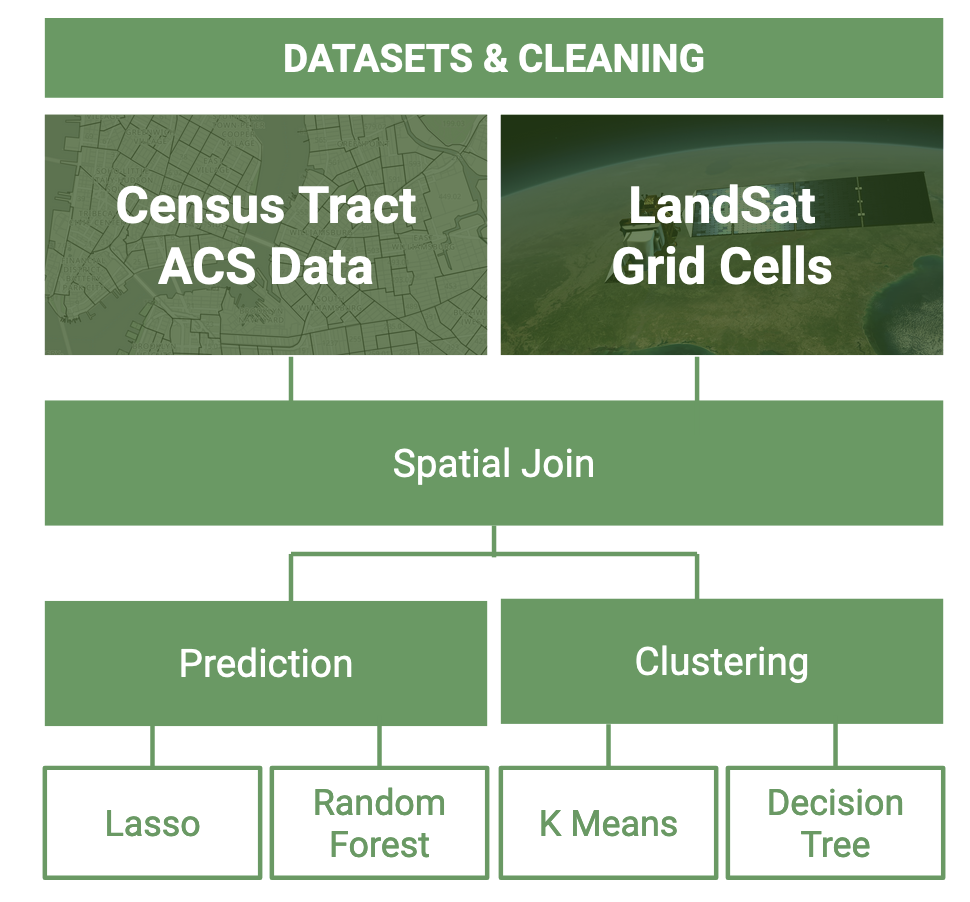 DATASETS & CLEANING
Census Tract
ACS Data
LandSat
Grid Cells
Spatial Join
Prediction
Clustering
Lasso
Random
Forest
K Means
Decision
Tree